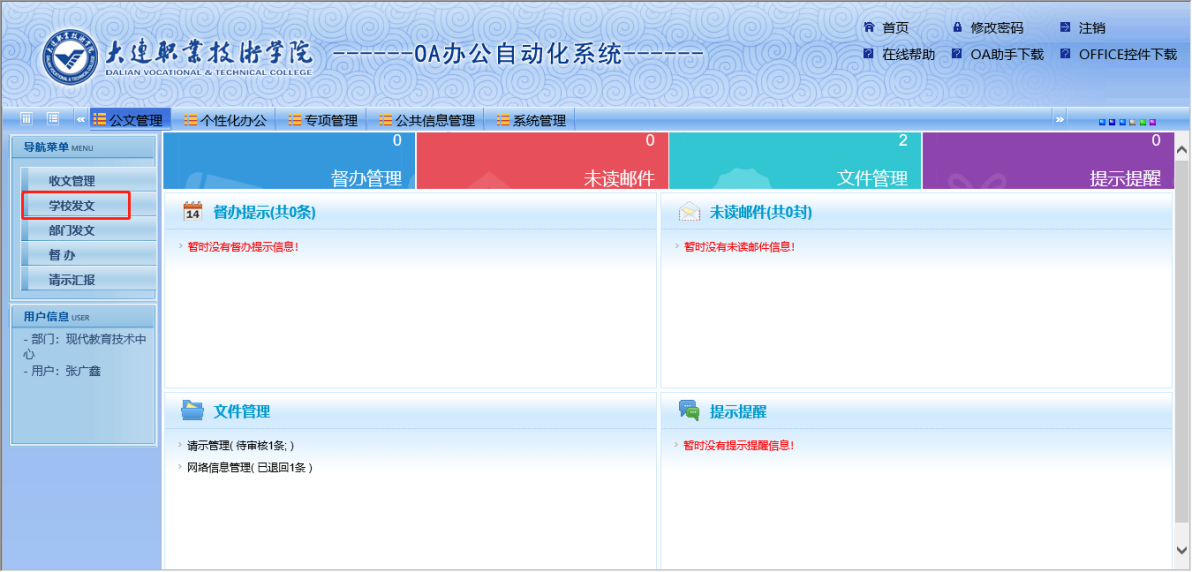 首页 修改密码 注销
大连职业技术学院 ------OA办公自动化系统------
DALIAN VOCATIONAL & TECHNICAL COLLEGE
在线帮助 OA助手下载 OFFICE控件下载
« 公文管理 个性化办公 专项管理 公共信息管理 系统管理 »
导航菜单 MENU
收文管理
学校发文
部门发文
督 办
请示汇报
用户信息 USER
- 部门：现代教育技术中
心
- 用户：张广鑫
0
督办管理
0
未读邮件
2
文件管理
0
提示提醒
14 督办提示(共0条)
暂时没有督办提示信息!
未读邮件(共0封)
暂时没有未读邮件信息!
文件管理
请示管理( 待审核1条; )
网络信息管理( 已退回1条 )
提示提醒
暂时没有提示提醒信息!